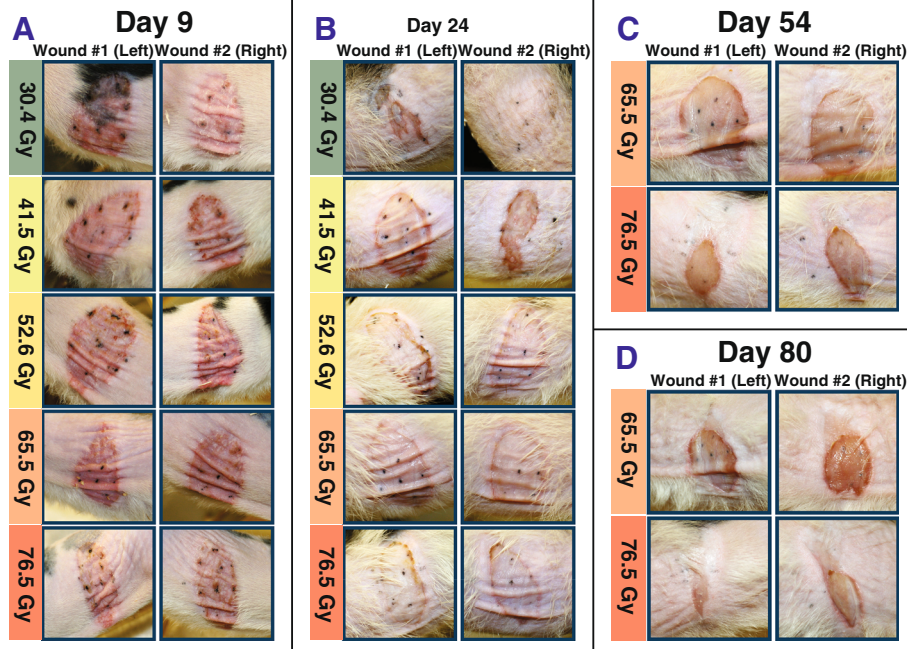 A
Day 9
Wound #1 (Left) Wound #2 (Right)
30.4 Gy
41.5 Gy
52.6 Gy
65.5 Gy
76.5 Gy
B
Day 24
Wound #1 (Left) Wound #2 (Right)
30.4 Gy
41.5 Gy
52.6 Gy
65.5 Gy
76.5 Gy
C
Day 54
Wound #1 (Left) Wound #2 (Right)
65.5 Gy
76.5 Gy
D
Day 80
Wound #1 (Left) Wound #2 (Right)
65.5 Gy
76.5 Gy